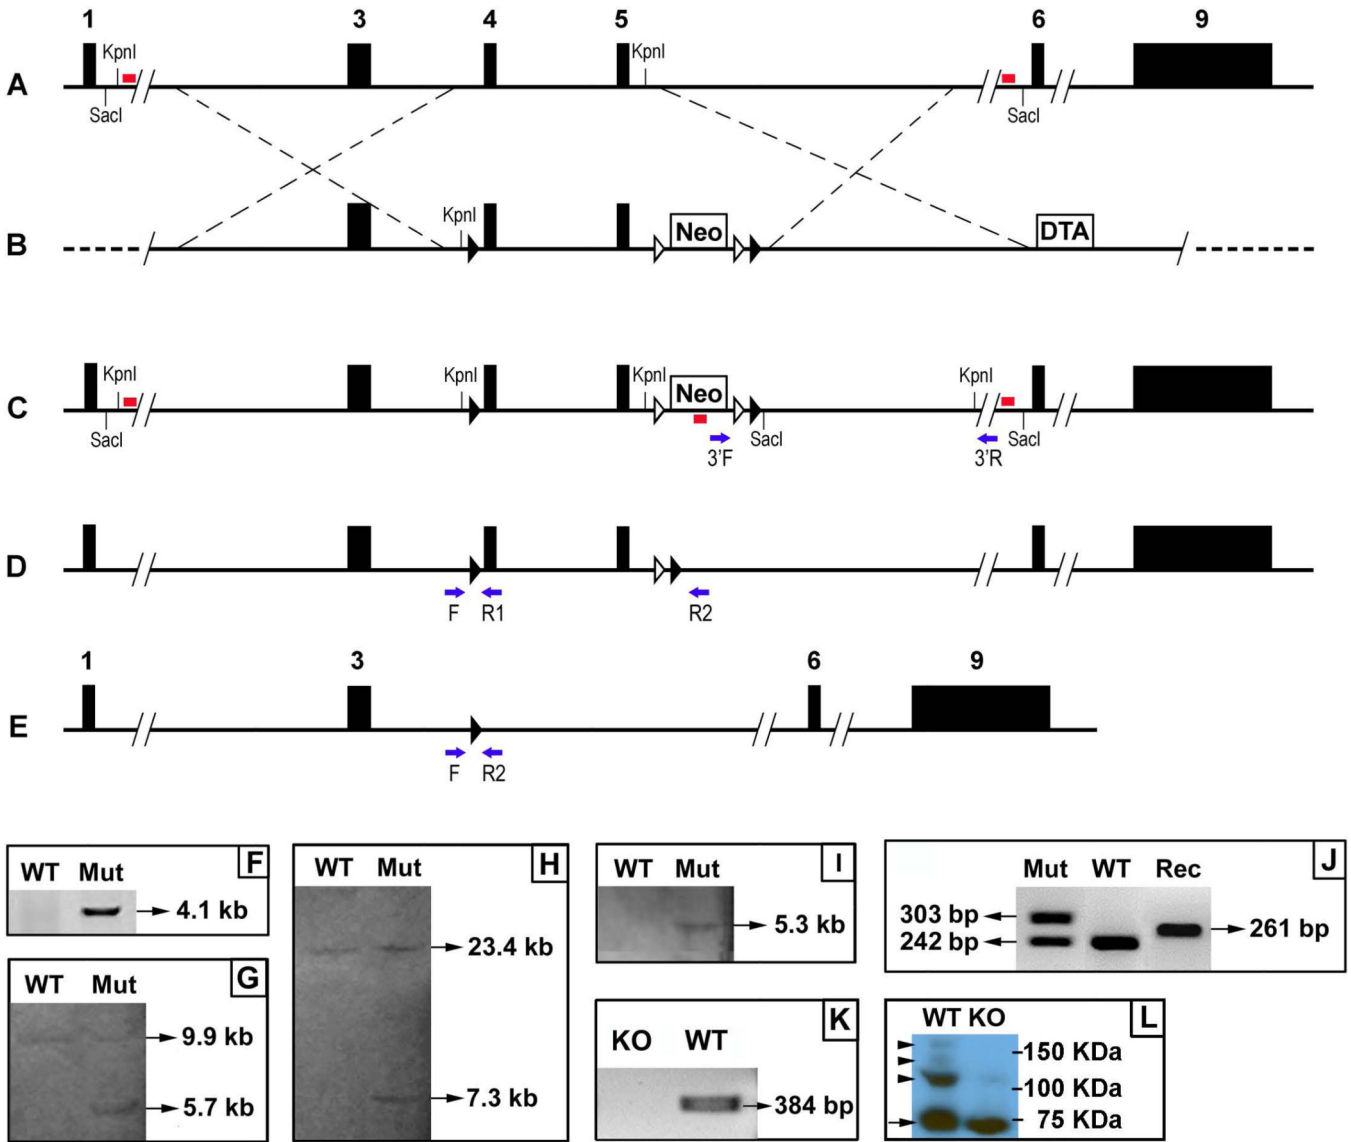 1 3 4 5 6 9
KpnI KpnI
A
SacI SacI
KpnI
B Neo DTA
KpnI KpnI KpnI KpnI
C Neo
SacI SacI SacI
3'F 3'R
D
F R1 R2
1 3 6 9
E
F R2
F
WT Mut
4.1 kb
G
WT Mut
9.9 kb
5.7 kb
H
WT Mut
23.4 kb
7.3 kb
I
WT Mut
5.3 kb
J
Mut WT Rec
303 bp
242 bp 261 bp
K
KO WT
384 bp
L
WT KO
150 KDa
100 KDa
75 KDa